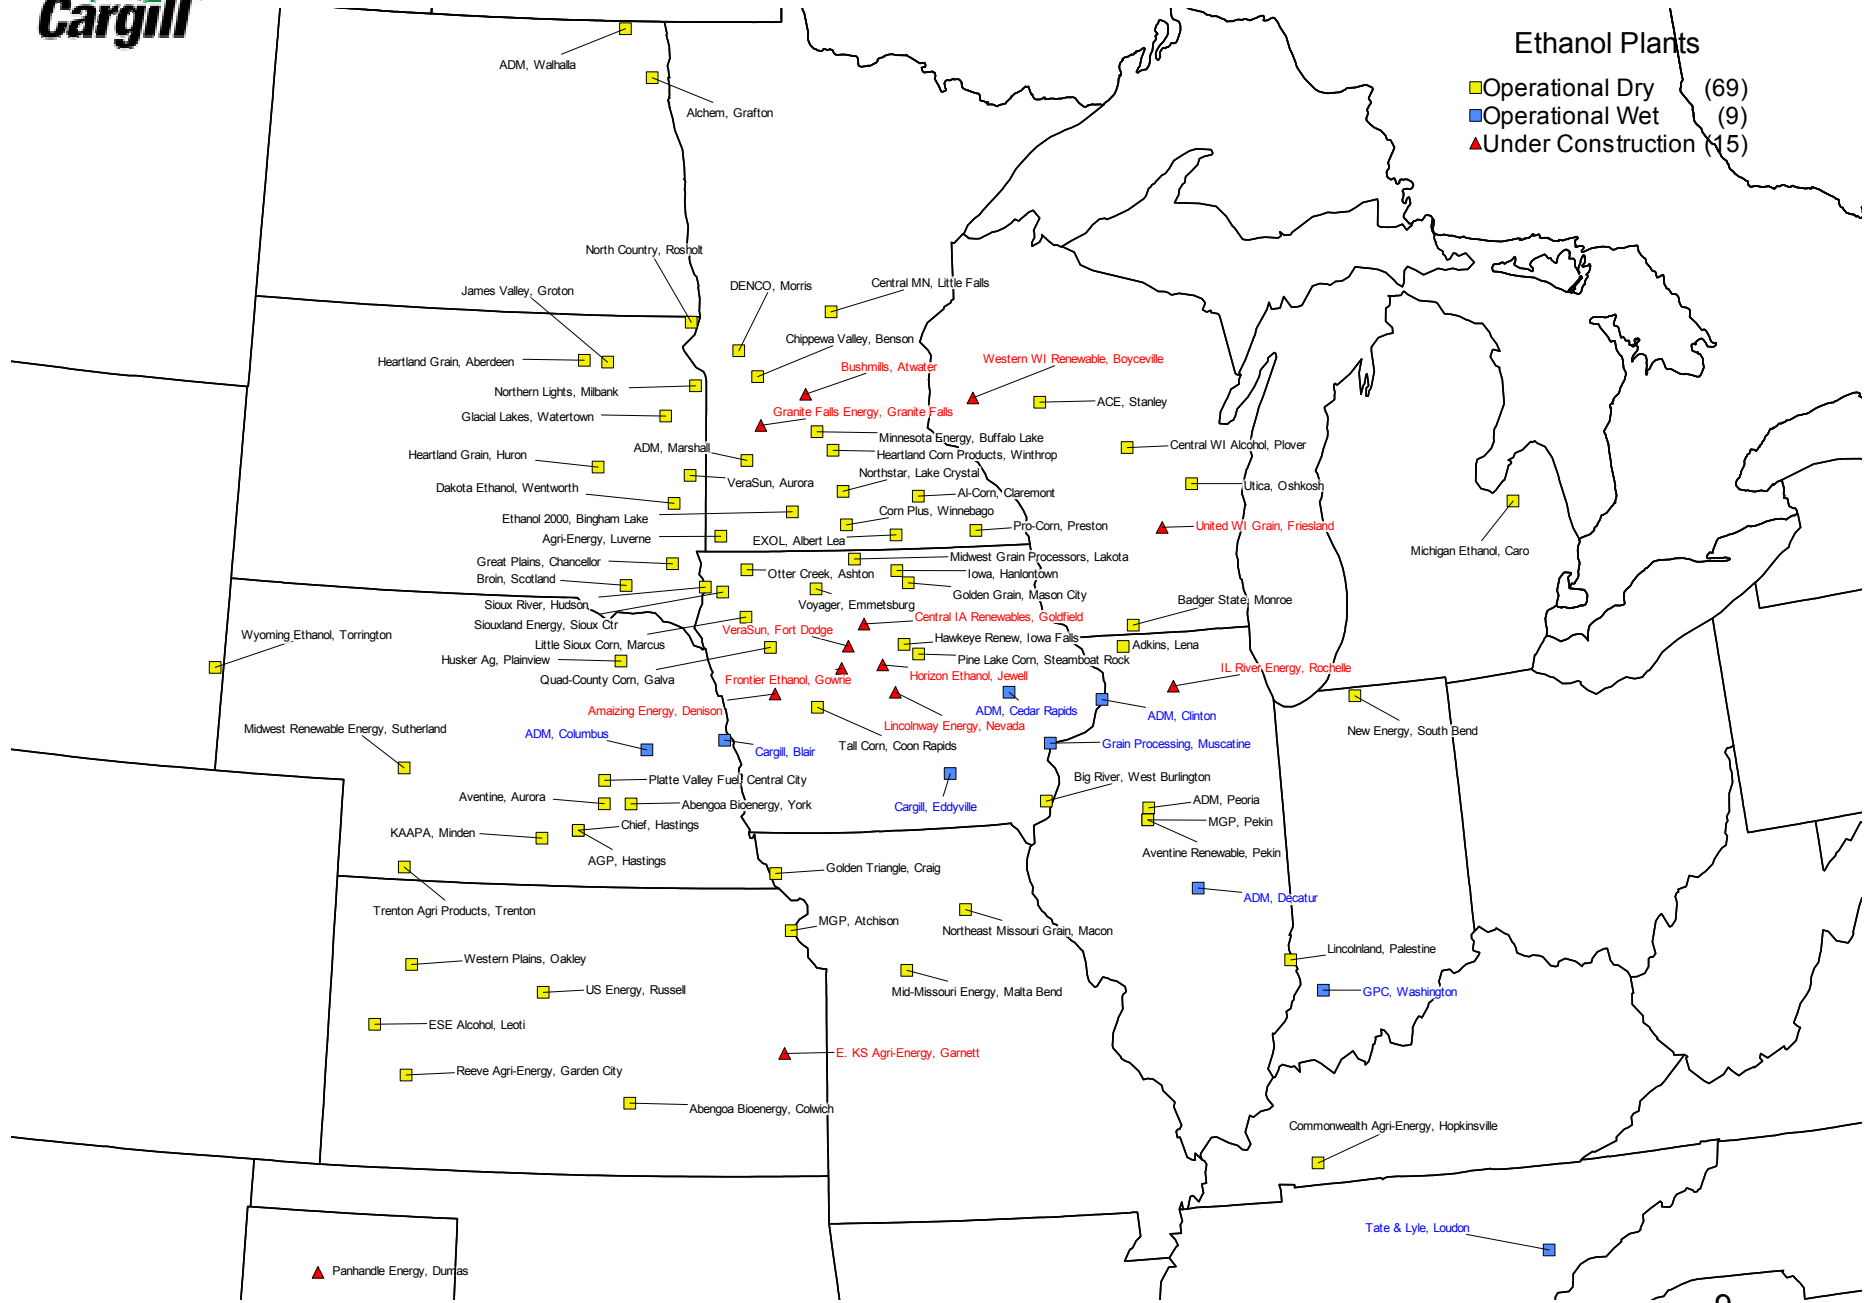 Cargill
Ethanol Plants
Operational Dry (69)
Operational Wet (9)
Under Construction (15)
ADM, Walhalla
Alchem, Grafton
North Country, Rosholt
James Valley, Groton
DENCO, Morris
Central MN, Little Falls
Chippewa Valley, Benson
Heartland Grain, Aberdeen
Bushmills, Atwater
Western WI Renewable, Boyceville
Northern Lights, Milbank
ACE, Stanley
Glacial Lakes, Watertown
Granite Falls Energy, Granite Falls
Minnesota Energy, Buffalo Lake
ADM, Marshall
Central WI Alcohol, Plover
Heartland Grain, Huron
Heartland Corn Products, Winthrop
Northstar, Lake Crystal
VeraSun, Aurora
Utica, Oshkosh
Dakota Ethanol, Wentworth
Al-Corn, Claremont
Ethanol 2000, Bingham Lake
Corn Plus, Winnebago
Pro-Corn, Preston
United WI Grain, Friesland
Agri-Energy, Luverne
EXOL, Albert Lea
Michigan Ethanol, Caro
Great Plains, Chancellor
Midwest Grain Processors, Lakota
Otter Creek, Ashton
Iowa, Hanlontown
Broin, Scotland
Golden Grain, Mason City
Sioux River, Hudson
Voyager, Emmetsburg
Badger State, Monroe
Siouxland Energy, Sioux Ctr
Central IA Renewables, Goldfield
VeraSun, Fort Dodge
Wyoming Ethanol, Torrington
Little Sioux Corn, Marcus
Hawkeye Renew, Iowa Falls
Adkins, Lena
Husker Ag, Plainview
Pine Lake Corn, Steamboat Rock
IL River Energy, Rochelle
Quad-County Corn, Galva
Frontier Ethanol, Gowrie
Horizon Ethanol, Jewell
Amaizing Energy, Denison
ADM, Cedar Rapids
ADM, Clinton
Lincolnway Energy, Nevada
New Energy, South Bend
Midwest Renewable Energy, Sutherland
ADM, Columbus
Cargill, Blair
Tall Corn, Coon Rapids
Grain Processing, Muscatine
Platte Valley Fuel, Central City
Big River, West Burlington
Aventine, Aurora
Abengoa Bioenergy, York
Cargill, Eddyville
ADM, Peoria
KAAPA, Minden
Chief, Hastings
MGP, Pekin
AGP, Hastings
Aventine Renewable, Pekin
Golden Triangle, Craig
ADM, Decatur
Trenton Agri Products, Trenton
MGP, Atchison
Northeast Missouri Grain, Macon
Lincolnland, Palestine
Western Plains, Oakley
US Energy, Russell
Mid-Missouri Energy, Malta Bend
GPC, Washington
ESE Alcohol, Leoti
E. KS Agri-Energy, Garnett
Reeve Agri-Energy, Garden City
Abengoa Bioenergy, Colwich
Commonwealth Agri-Energy, Hopkinsville
Tate & Lyle, Loudon
Panhandle Energy, Dumas